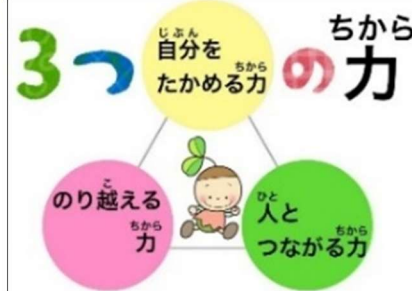 3つの力
ちから
自分を
じぶん
たかめる力
ちから
のり越える
こ
力
ちから
人と
ひと
つながる力
ちから